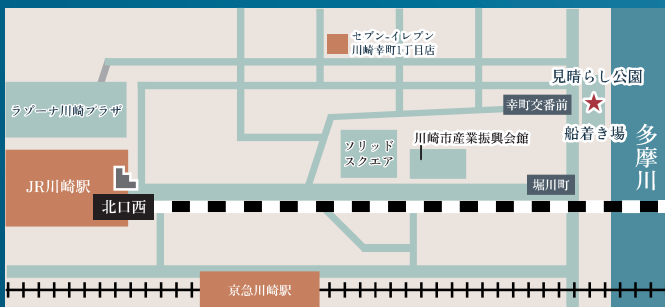 セブン-イレブン
川崎幸町1丁目店
見晴らし公園
ラゾーナ川崎プラザ
幸町交番前
船着き場
多摩川
川崎市産業振興会館
ソリッド
スクエア
JR川崎駅
堀川町
北口西
京急川崎駅